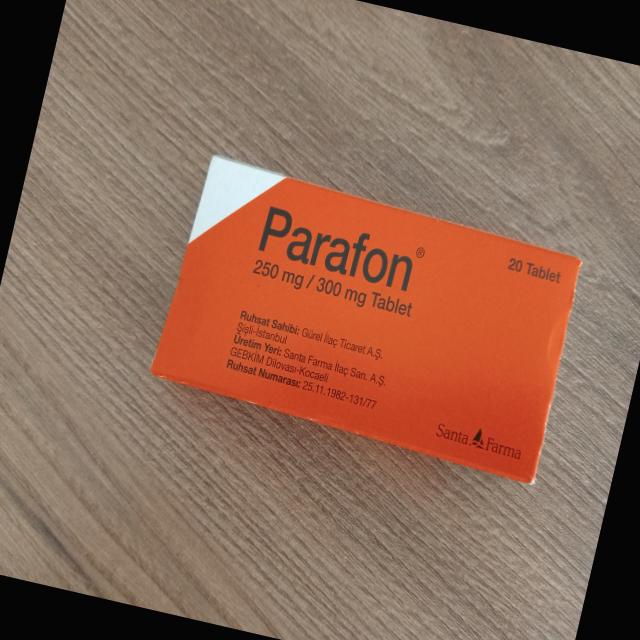 Parafon®
250 mg / 300 mg Tablet
20 Tablet
Ruhsat Sahibi: Gürel İlaç Ticaret A.Ş.
Şişli-İstanbul
Üretim Yeri: Santa Farma İlaç San. A.Ş.
GEBKİM Dilovası-Kocaeli
Ruhsat Numarası: 25.11.1982-131/77
Santa Farma